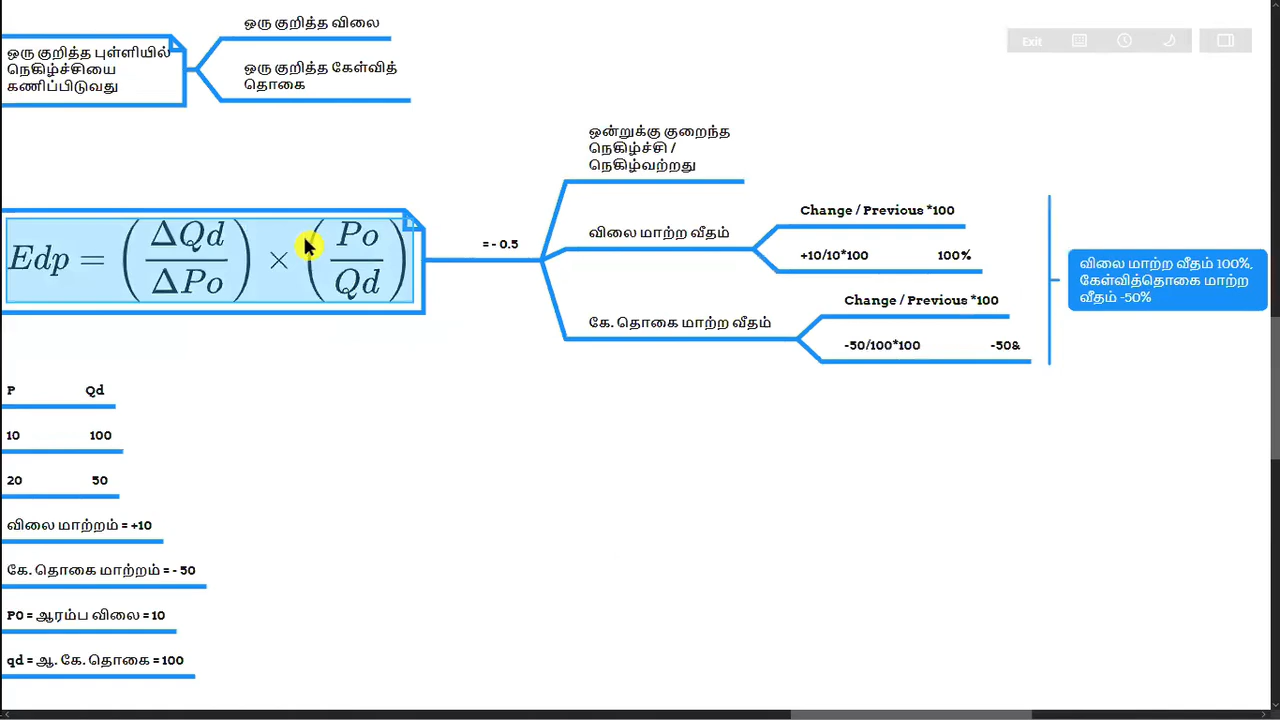 ஒரு குறித்த விலை
ஒரு குறித்த புள்ளியில்
நெகிழ்ச்சியை
கணிப்பிடுவது
ஒரு குறித்த கேள்வித்
தொகை
Exit
ஒன்றுக்கு குறைந்த
நெகிழ்ச்சி /
நெகிழ்வற்றது
Edp = (ΔQd / ΔPo) × (Po / Qd)
= - 0.5
விலை மாற்ற வீதம்
Change / Previous *100
+10/10*100 100%
கே. தொகை மாற்ற வீதம்
Change / Previous *100
-50/100*100 -50&
விலை மாற்ற வீதம் 100%,
கேள்வித்தொகை மாற்ற
வீதம் -50%
P Qd
10 100
20 50
விலை மாற்றம் = +10
கே. தொகை மாற்றம் = - 50
P0 = ஆரம்ப விலை = 10
qd = ஆ. கே. தொகை = 100